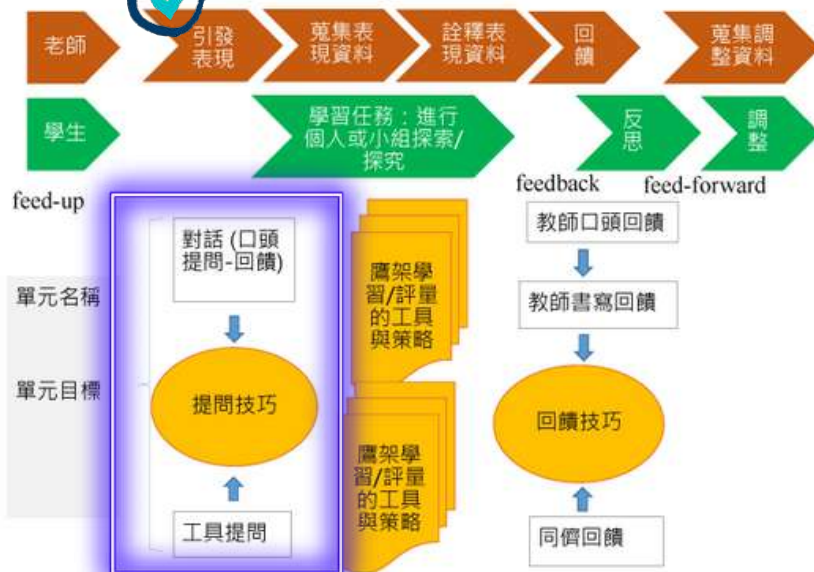 老師
引發
表現
蒐集表
現資料
詮釋表
現資料
回
饋
蒐集調
整資料
學生
學習任務：進行
個人或小組探索/
探究
反
思
調
整
feed-up
feedback
feed-forward
對話 (口頭
提問-回饋)
單元名稱
單元目標
提問技巧
工具提問
鷹架學
習/評量
的工具
與策略
鷹架學
習/評量
的工具
與策略
教師口頭回饋
教師書寫回饋
回饋技巧
同儕回饋